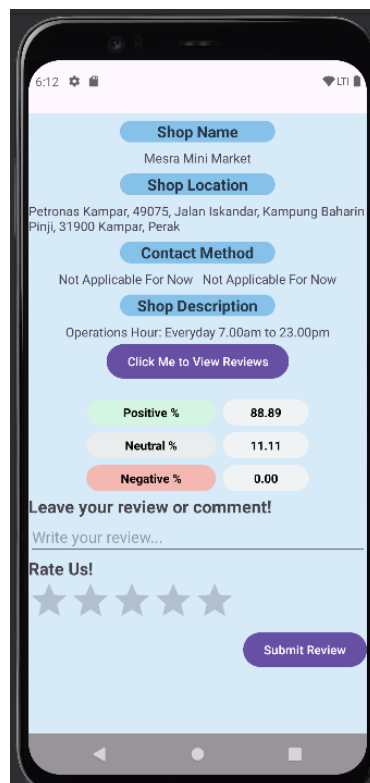 6:12 LTE
Shop Name
Mesra Mini Market
Shop Location
Petronas Kampar, 49075, Jalan Iskandar, Kampung Baharin
Pinji, 31900 Kampar, Perak
Contact Method
Not Applicable For Now Not Applicable For Now
Shop Description
Operations Hour: Everyday 7.00am to 23.00pm
Click Me to View Reviews
Positive % 88.89
Neutral % 11.11
Negative % 0.00
Leave your review or comment!
Write your review...
Rate Us!
Submit Review